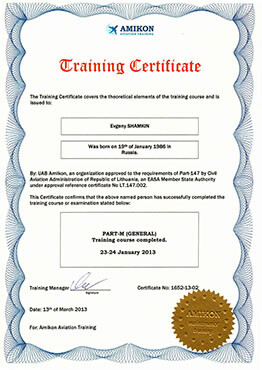 AMIKON
AVIATION TRAINING
Training Certificate
The Training Certificate covers the theoretical elements of the training course and is
issued to:
Evgeny SHAMKIN
Was born on 19th of January 1986 in
Russia.
By: UAB Amikon, an organization approved to the requirements of Part-147 by Civil
Aviation Administration of Republic of Lithuania, an EASA Member State Authority
under approval reference certificate No LT.147.002.
This Certificate confirms that the above named person has successfully completed the
training course or examination stated below:
PART-M (GENERAL)
Training course completed.
23-24 January 2013
Training Manager
Signature
Certificate No: 1652-13-02
Date: 13th of March 2013
For: Amikon Aviation Training
AMIKON